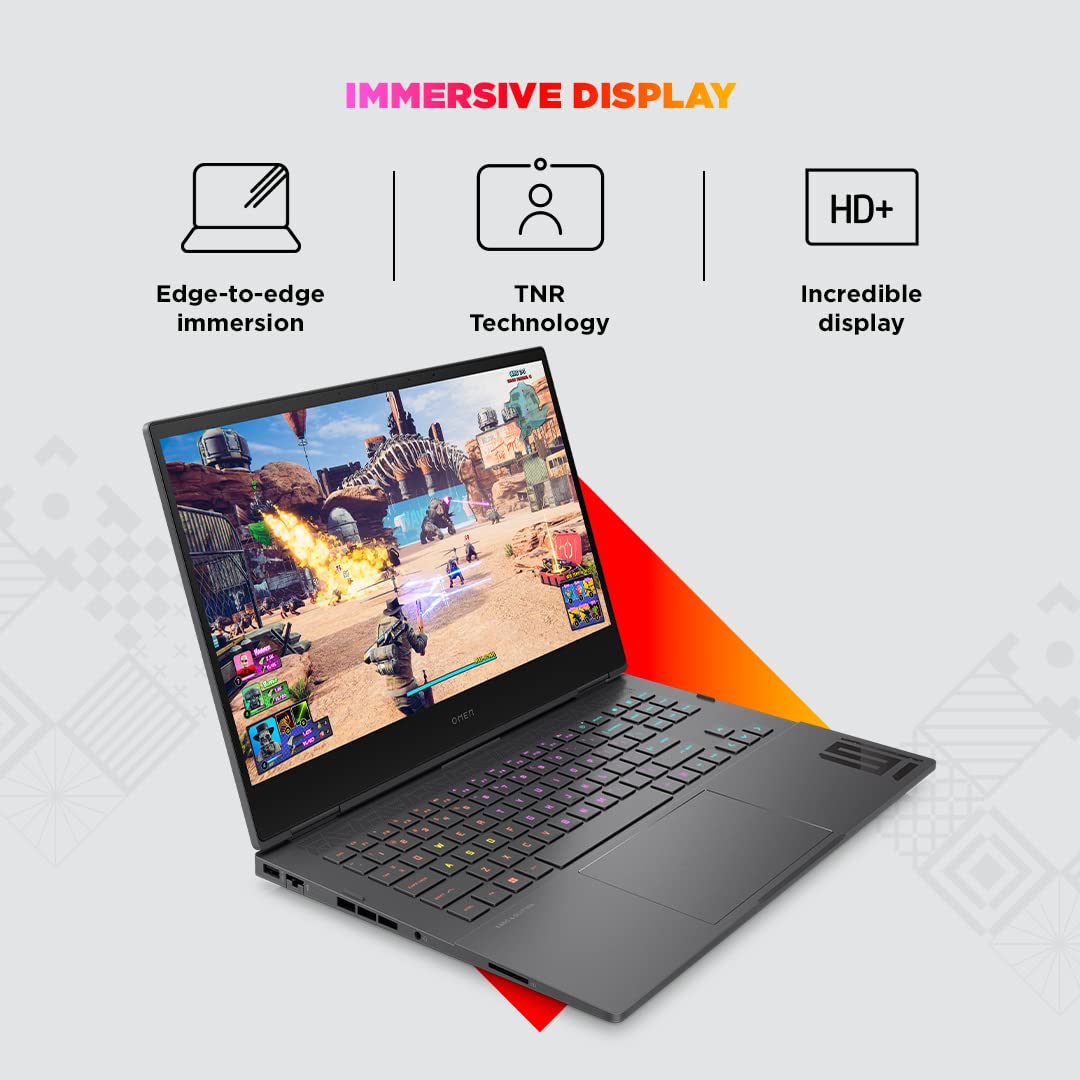 IMMERSIVE DISPLAY
HD+
Edge-to-edge
immersion
TNR
Technology
Incredible
display
OMEN